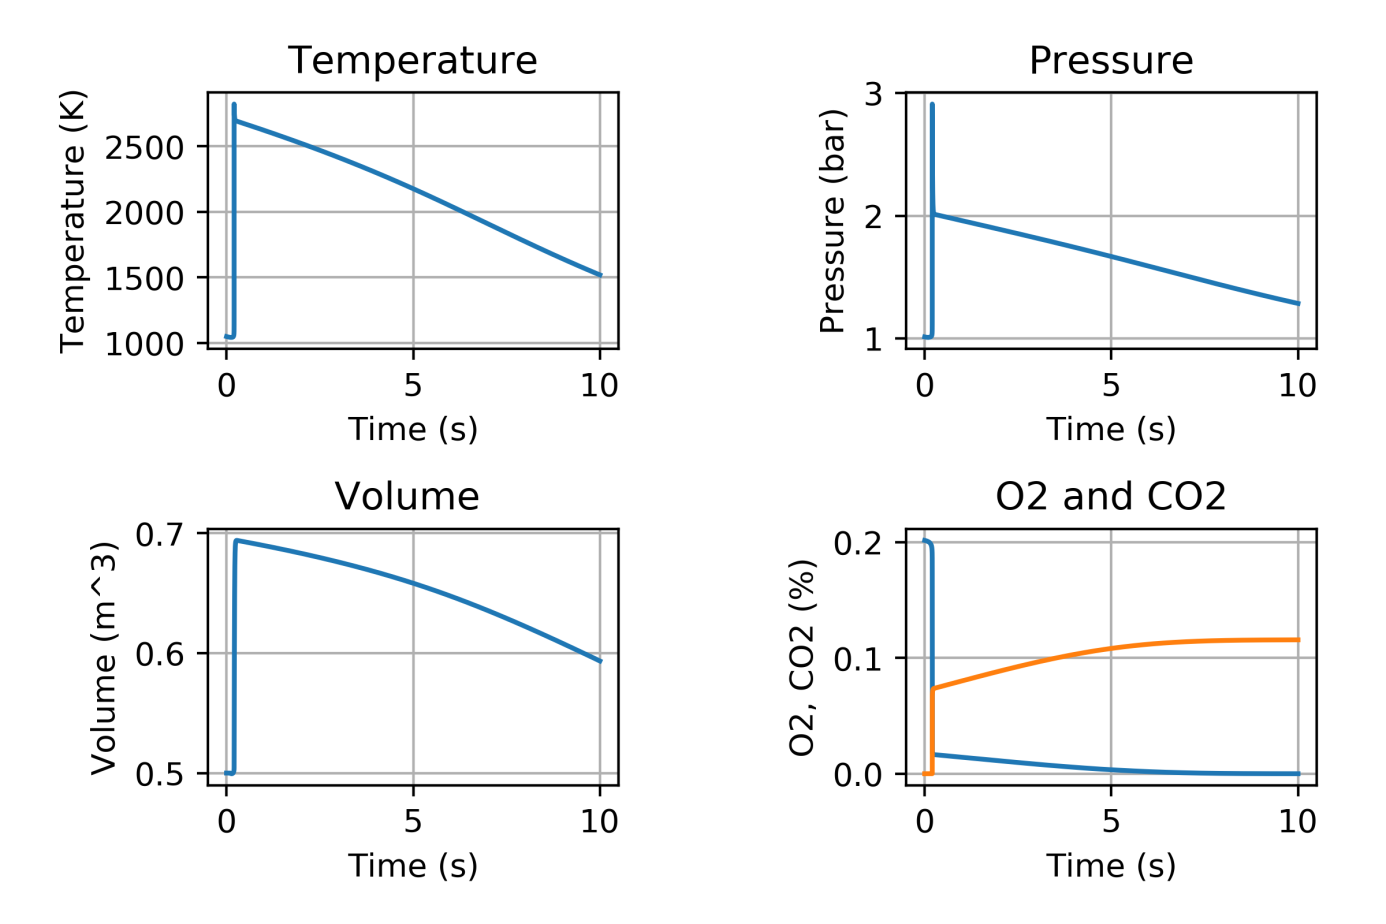 Temperature
Temperature (K)
2500
2000
1500
1000
0 5 10
Time (s)
Pressure
Pressure (bar)
3
2
1
0 5 10
Time (s)
Volume
Volume (m^3)
0.7
0.6
0.5
0 5 10
Time (s)
O2 and CO2
O2, CO2 (%)
0.2
0.1
0.0
0 5 10
Time (s)